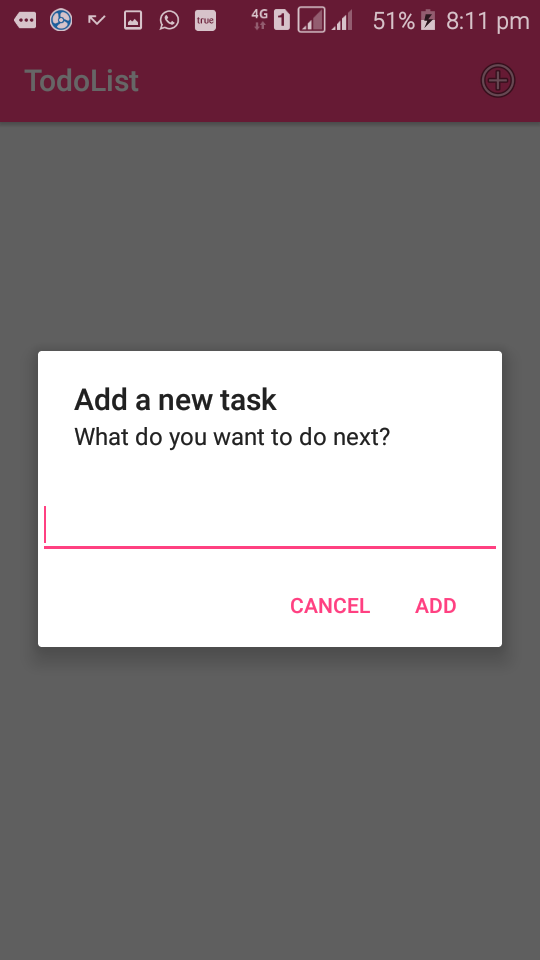 true 4G 1 51% 8:11 pm
TodoList
Add a new task
What do you want to do next?
CANCEL ADD